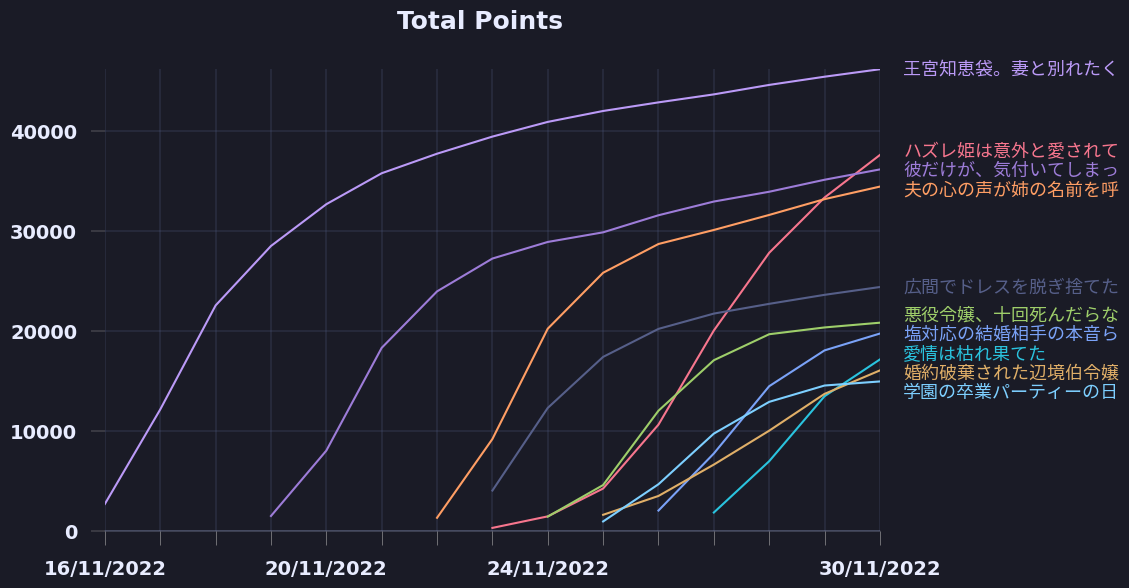 Total Points
王宮知恵袋。妻と別れたく
40000
ハズレ姫は意外と愛されて
彼だけが、気付いてしまっ
夫の心の声が姉の名前を呼
30000
広間でドレスを脱ぎ捨てた
悪役令嬢、十回死んだらな
20000
塩対応の結婚相手の本音ら
愛情は枯れ果てた
婚約破棄された辺境伯令嬢
学園の卒業パーティーの日
10000
0
16/11/2022 20/11/2022 24/11/2022 30/11/2022